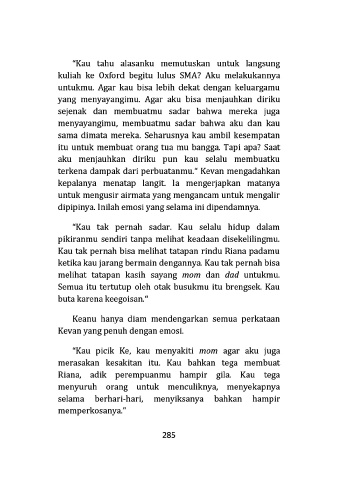 "Kau tahu alasanku memutuskan untuk langsung
kuliah ke Oxford begitu lulus SMA? Aku melakukannya
untukmu. Agar kau bisa lebih dekat dengan keluargamu
yang menyayangimu. Agar aku bisa menjauhkan diriku
sejenak dan membuatmu sadar bahwa mereka juga
menyayangimu, membuatmu sadar bahwa aku dan kau
sama dimata mereka. Seharusnya kau ambil kesempatan
itu untuk membuat orang tua mu bangga. Tapi apa? Saat
aku menjauhkan diriku pun kau selalu membuatku
terkena dampak dari perbuatanmu." Kevan mengadahkan
kepalanya menatap langit. Ia mengerjapkan matanya
untuk mengusir airmata yang mengancam untuk mengalir
dipipinya. Inilah emosi yang selama ini dipendamnya.
"Kau tak pernah sadar. Kau selalu hidup dalam
pikiranmu sendiri tanpa melihat keadaan disekelilingmu.
Kau tak pernah bisa melihat tatapan rindu Riana padamu
ketika kau jarang bermain dengannya. Kau tak pernah bisa
melihat tatapan kasih sayang mom dan dad untukmu.
Semua itu tertutup oleh otak busukmu itu brengsek. Kau
buta karena keegoisan."
Keanu hanya diam mendengarkan semua perkataan
Kevan yang penuh dengan emosi.
"Kau picik Ke, kau menyakiti mom agar aku juga
merasakan kesakitan itu. Kau bahkan tega membuat
Riana, adik perempuanmu hampir gila. Kau tega
menyuruh orang untuk menculiknya, menyekapnya
selama berhari-hari, menyiksanya bahkan hampir
memperkosanya."
285